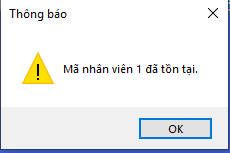 Thông báo
Mã nhân viên 1 đã tồn tại.
OK